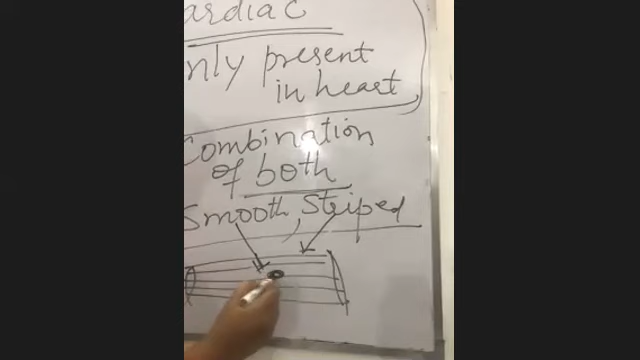 ardiac
nly present
in heart
Combination
of both
Smooth, Striped